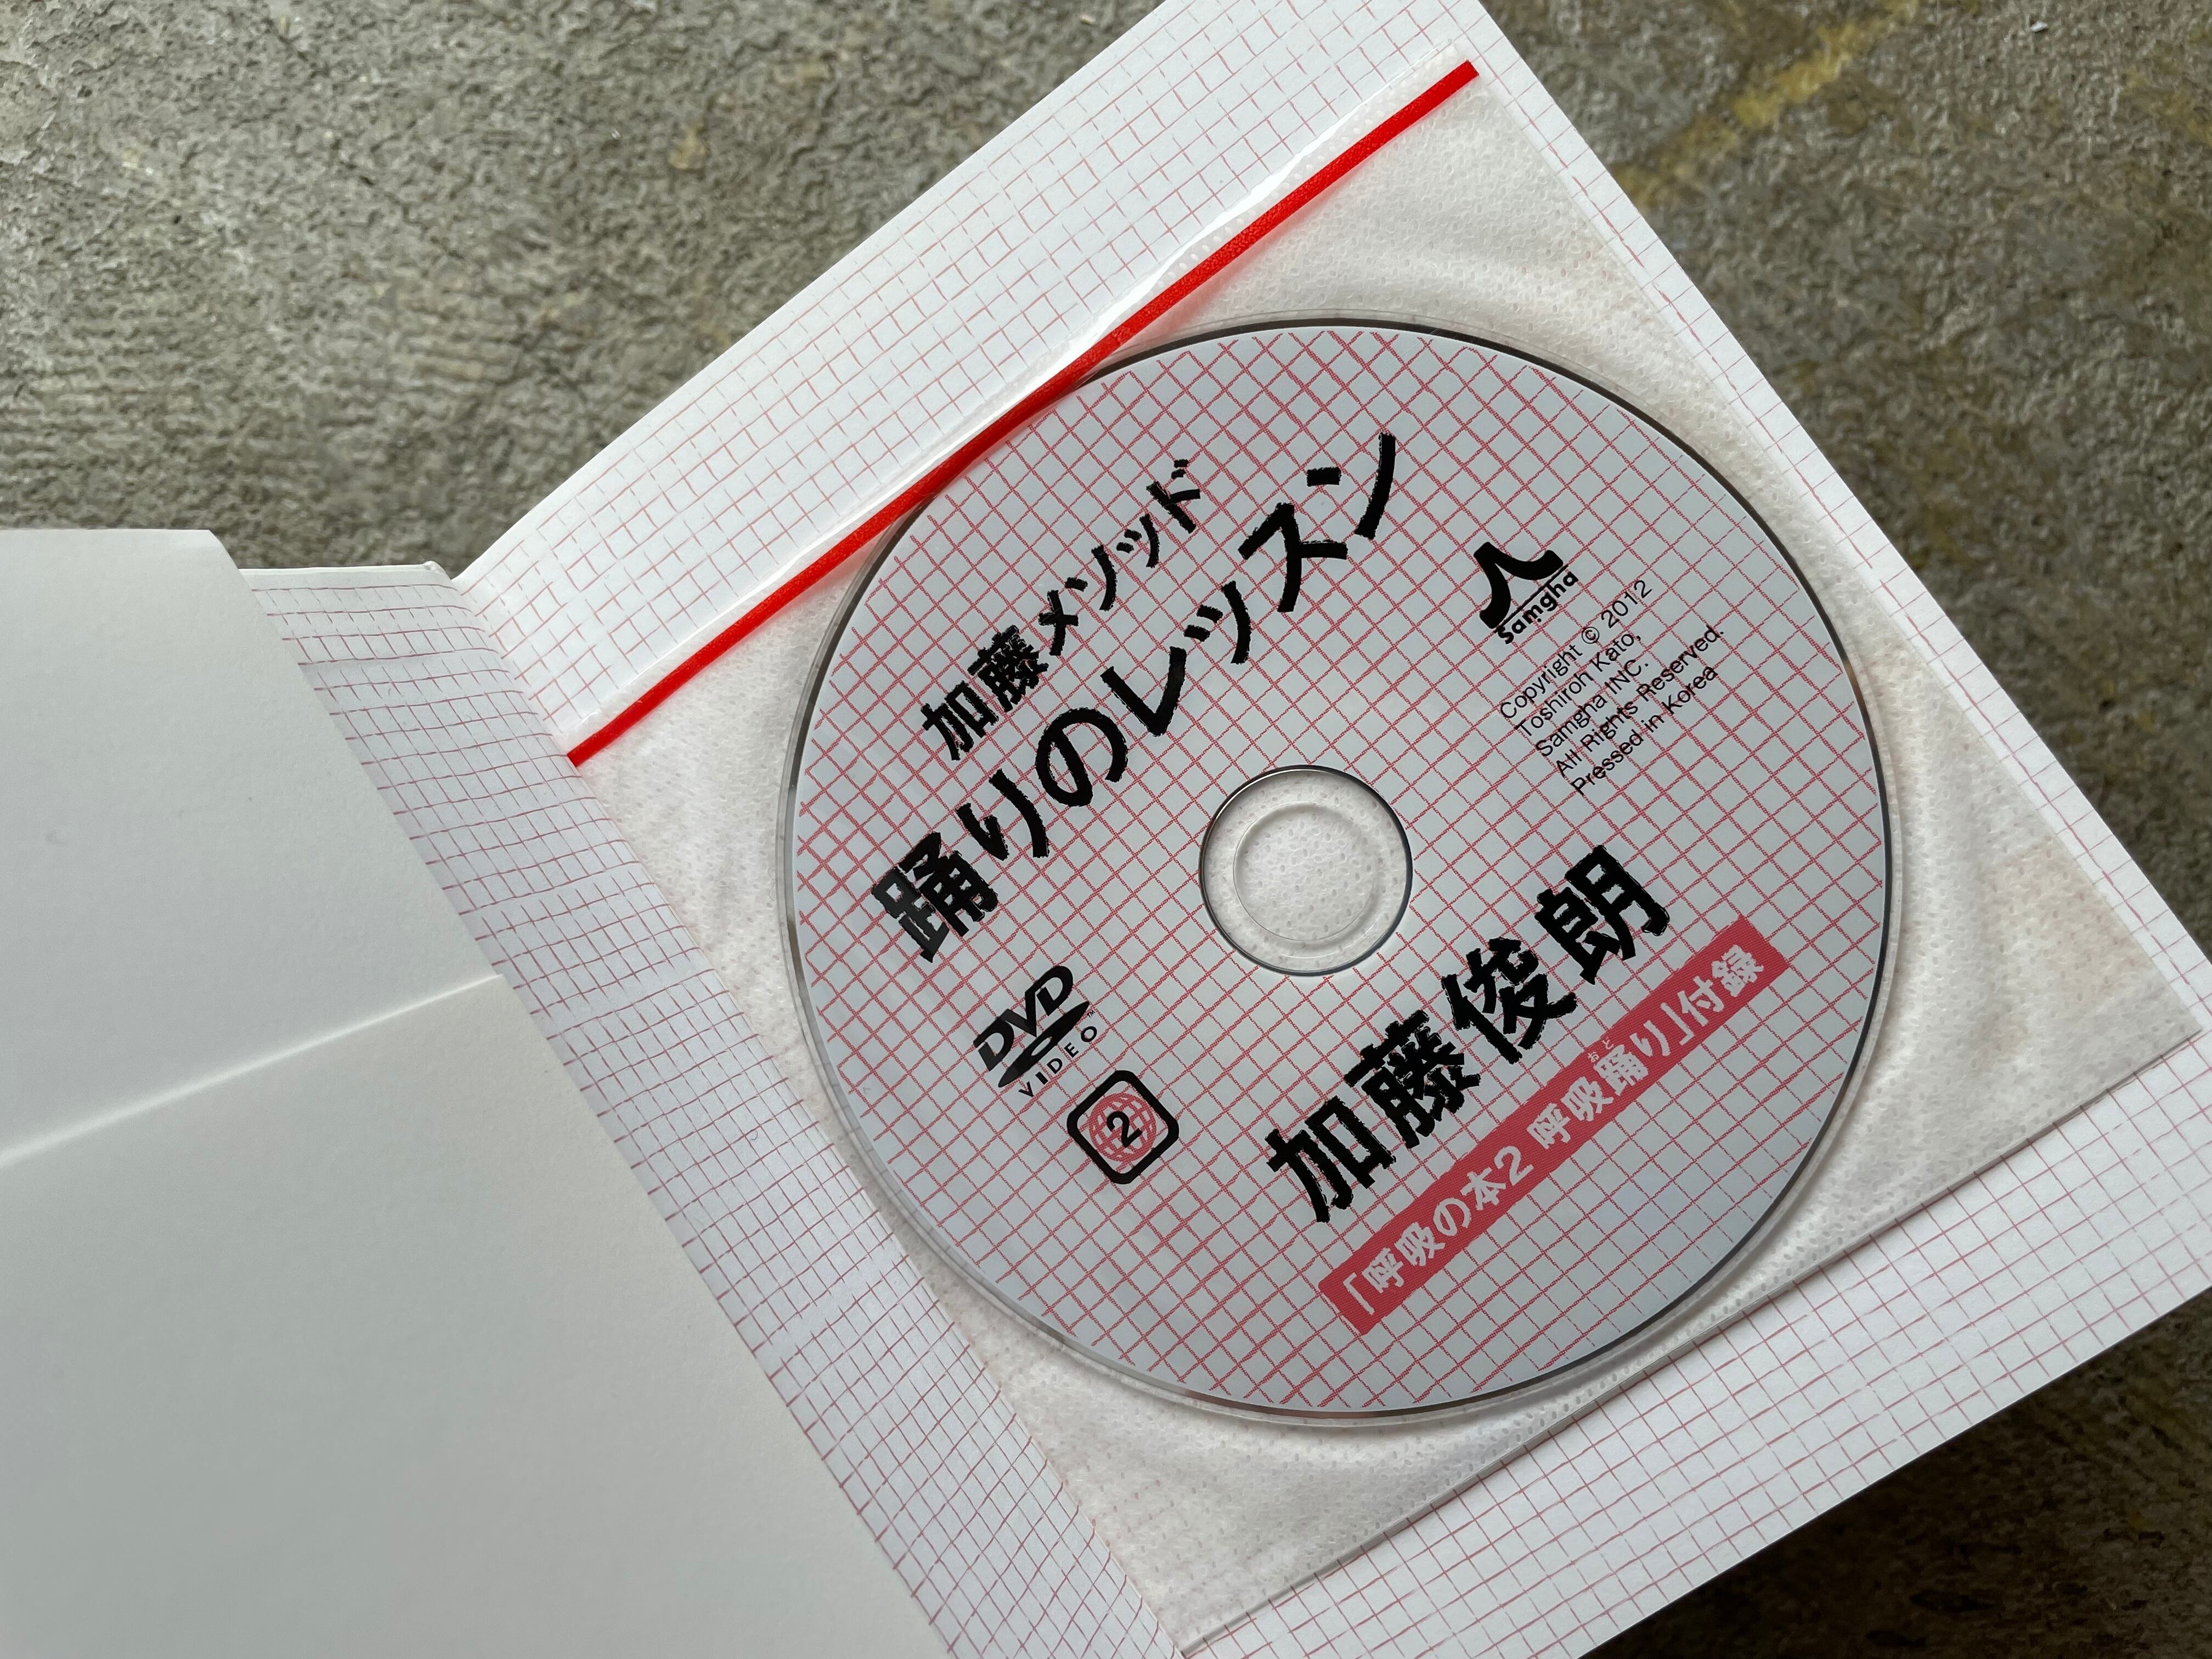 加藤メソッド
踊りのレッスン
Samgha
Copyright © 2012
Toshiroh Kato,
Samgha INC.
All Rights Reserved.
Pressed in Korea
DVD
VIDEO
2
加藤俊朗
「呼吸の本2 呼吸踊り」付録
おど